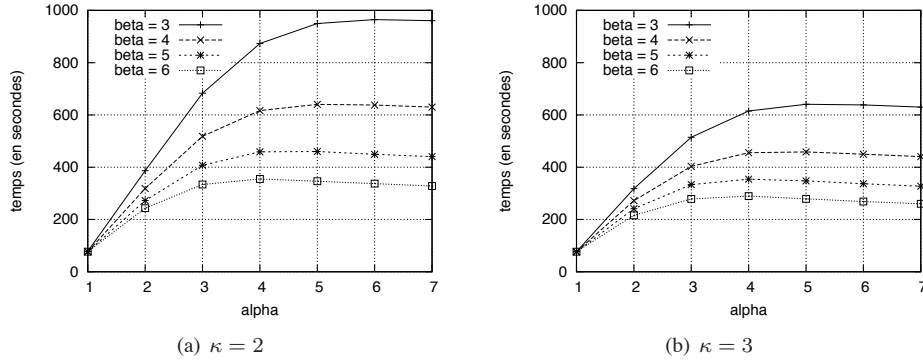 temps (en secondes)
1000
800
600
400
200
0
beta = 3
beta = 4
beta = 5
beta = 6
1 2 3 4 5 6 7
alpha
(a) κ = 2
temps (en secondes)
1000
800
600
400
200
0
beta = 3
beta = 4
beta = 5
beta = 6
1 2 3 4 5 6 7
alpha
(b) κ = 3